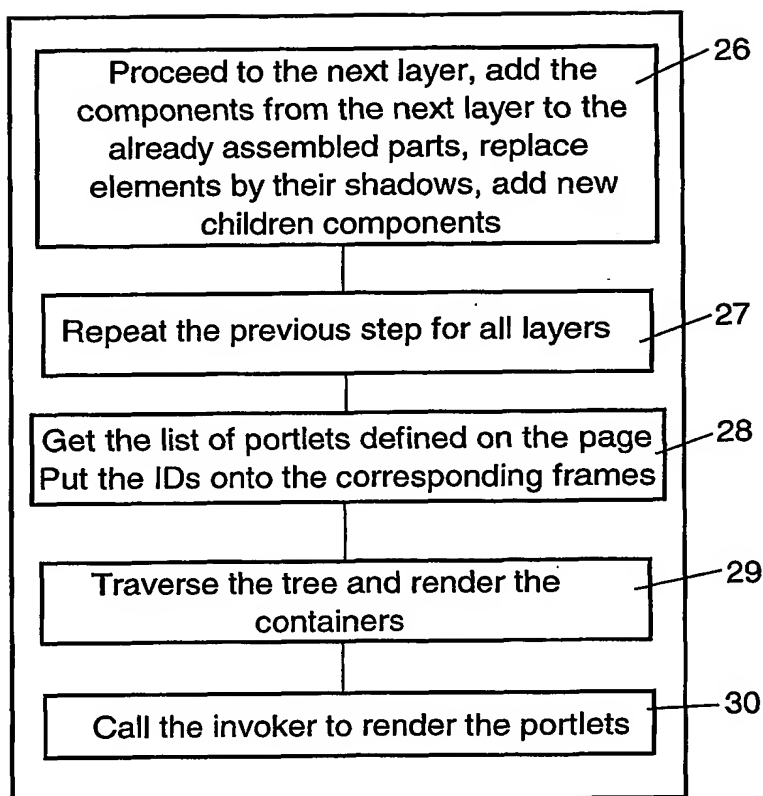 Proceed to the next layer, add the
components from the next layer to the
already assembled parts, replace
elements by their shadows, add new
children components
26
Repeat the previous step for all layers
27
Get the list of portlets defined on the page
Put the IDs onto the corresponding frames
28
Traverse the tree and render the
containers
29
Call the invoker to render the portlets
30